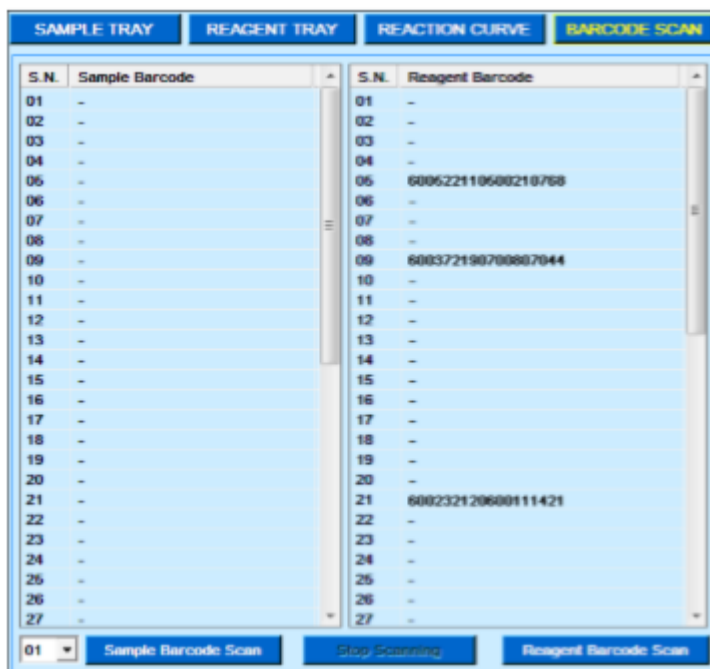 SAMPLE TRAY REAGENT TRAY REACTION CURVE BARCODE SCAN
S.N. Sample Barcode S.N. Reagent Barcode
01 - 01 -
02 - 02 -
03 - 03 -
04 - 04 -
05 - 05 600522110500210768
06 - 06 -
07 - 07 -
08 - 08 -
09 - 09 600372190700807044
10 - 10 -
11 - 11 -
12 - 12 -
13 - 13 -
14 - 14 -
15 - 15 -
16 - 16 -
17 - 17 -
18 - 18 -
19 - 19 -
20 - 20 -
21 - 21 600232120600111421
22 - 22 -
23 - 23 -
24 - 24 -
25 - 25 -
26 - 26 -
27 - 27 -
01 Sample Barcode Scan Stop Scanning Reagent Barcode Scan